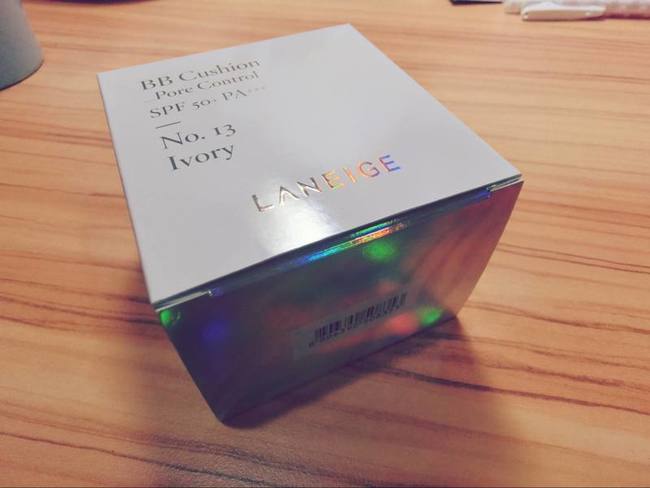 BB Cushion
Pore Control
SPF 50+ PA+++
No. 13
Ivory
LANEIGE